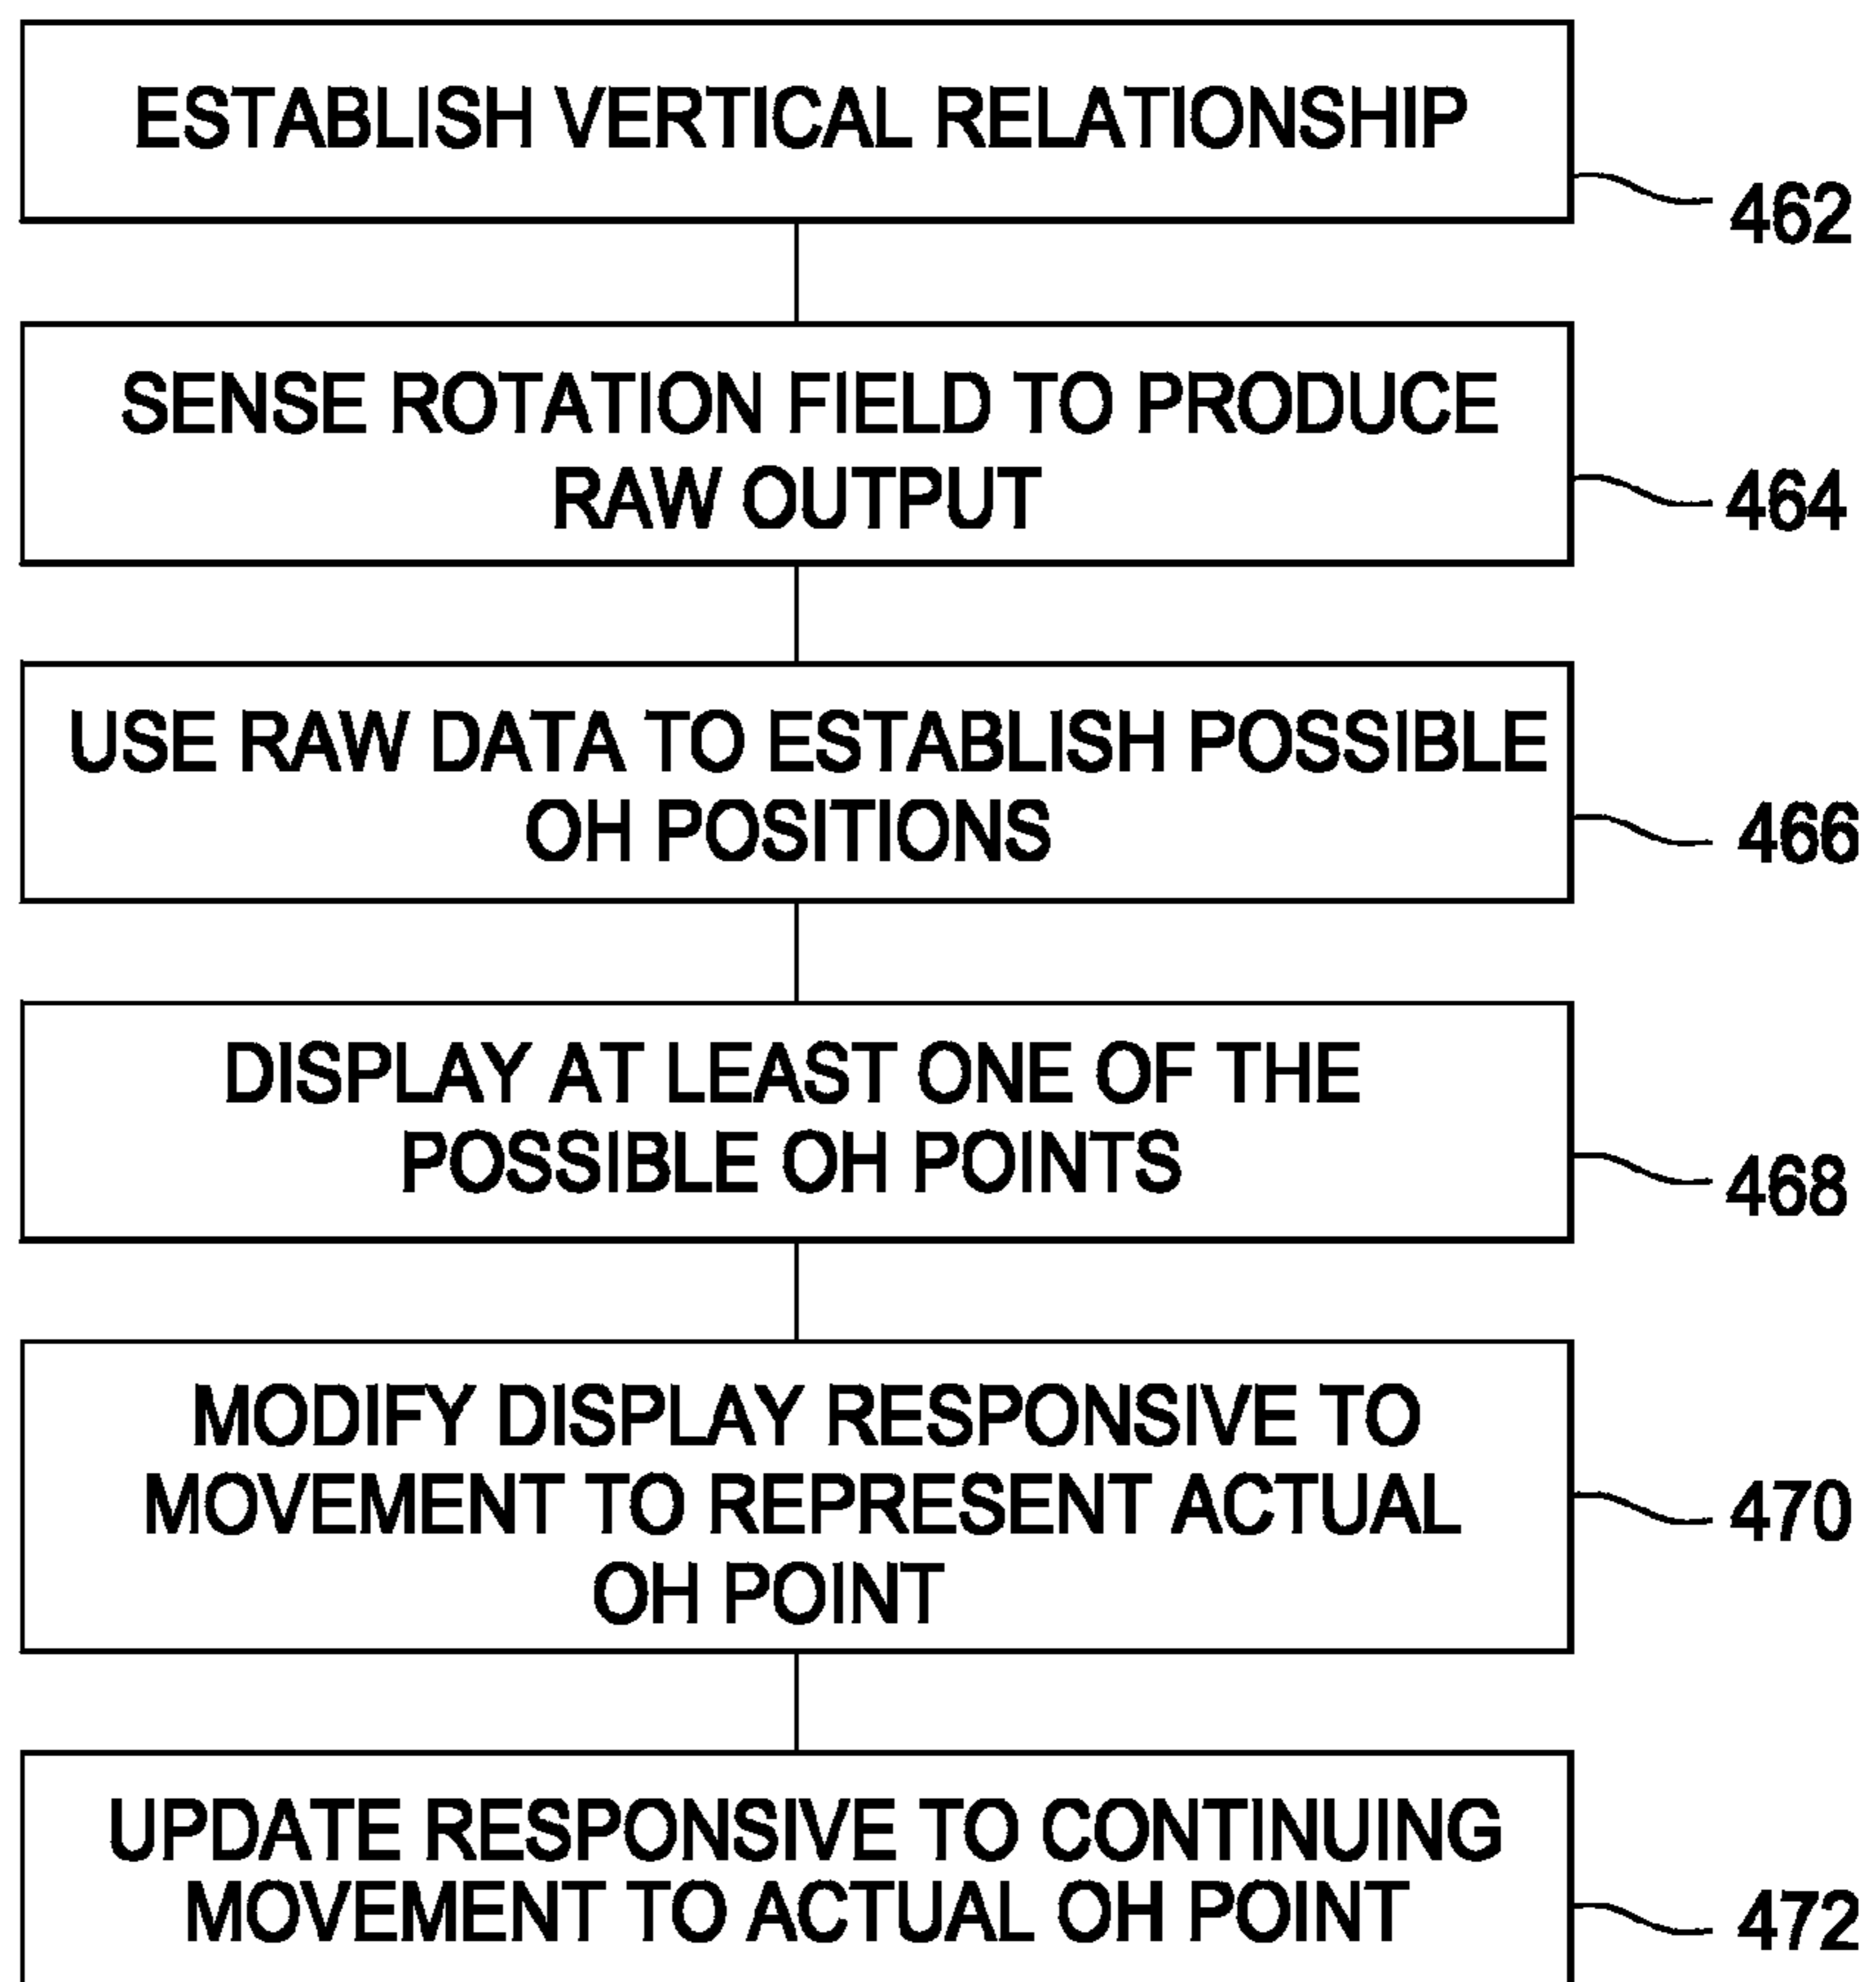 ESTABLISH VERTICAL RELATIONSHIP
462
SENSE ROTATION FIELD TO PRODUCE
RAW OUTPUT
464
USE RAW DATA TO ESTABLISH POSSIBLE
OH POSITIONS
466
DISPLAY AT LEAST ONE OF THE
POSSIBLE OH POINTS
468
MODIFY DISPLAY RESPONSIVE TO
MOVEMENT TO REPRESENT ACTUAL
OH POINT
470
UPDATE RESPONSIVE TO CONTINUING
MOVEMENT TO ACTUAL OH POINT
472